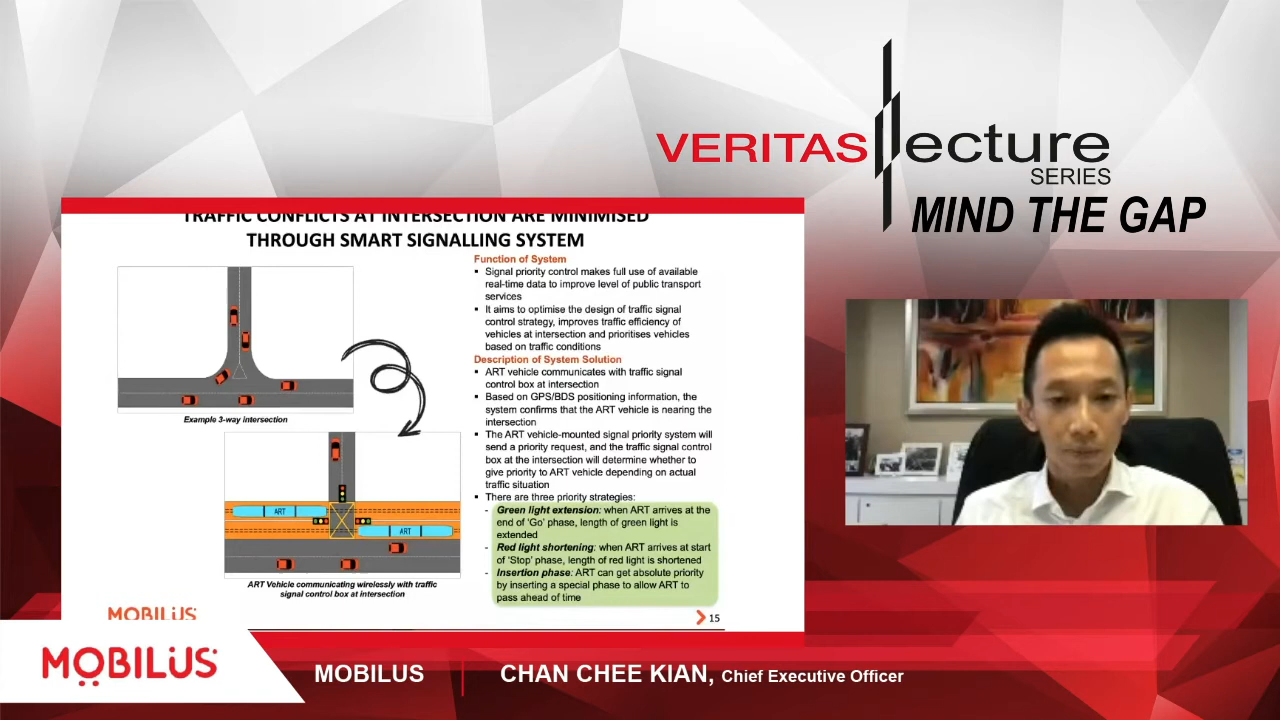 VERITAS lecture
SERIES
MIND THE GAP
TRAFFIC CONFLICTS AT INTERSECTION ARE MINIMISED
THROUGH SMART SIGNALLING SYSTEM
Example 3-way intersection
ART
ART
ART Vehicle communicating wirelessly with traffic
signal control box at intersection
Function of System
▪ Signal priority control makes full use of available
real-time data to improve level of public transport
services
▪ It aims to optimise the design of traffic signal
control strategy, improves traffic efficiency of
vehicles at intersection and prioritises vehicles
based on traffic conditions
Description of System Solution
▪ ART vehicle communicates with traffic signal
control box at intersection
▪ Based on GPS/BDS positioning information, the
system confirms that the ART vehicle is nearing the
intersection
▪ The ART vehicle-mounted signal priority system will
send a priority request, and the traffic signal control
box at the intersection will determine whether to
give priority to ART vehicle depending on actual
traffic situation
▪ There are three priority strategies:
- Green light extension: when ART arrives at the
end of 'Go' phase, length of green light is
extended
- Red light shortening: when ART arrives at start
of 'Stop' phase, length of red light is shortened
- Insertion phase: ART can get absolute priority
by inserting a special phase to allow ART to
pass ahead of time
MOBILUS
15
MOBILUS
MOBILUS
CHAN CHEE KIAN, Chief Executive Officer